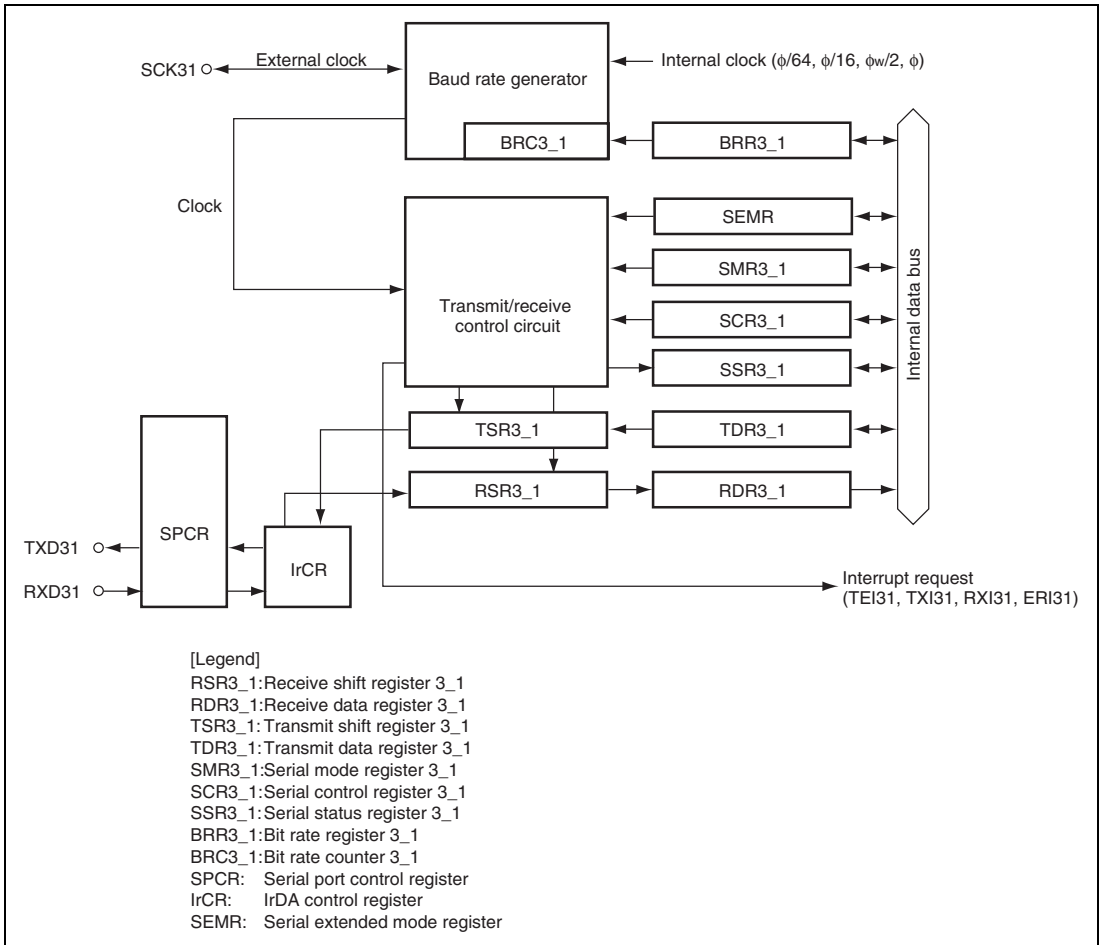 SCK31
External clock
Baud rate generator
Internal clock (ϕ/64, ϕ/16, ϕw/2, ϕ)
BRC3_1
BRR3_1
Clock
SEMR
SMR3_1
Transmit/receive
control circuit
SCR3_1
SSR3_1
Internal data bus
TSR3_1
TDR3_1
RSR3_1
RDR3_1
SPCR
TXD31
IrCR
RXD31
Interrupt request
(TEI31, TXI31, RXI31, ERI31)
[Legend]
RSR3_1:Receive shift register 3_1
RDR3_1:Receive data register 3_1
TSR3_1:Transmit shift register 3_1
TDR3_1:Transmit data register 3_1
SMR3_1:Serial mode register 3_1
SCR3_1:Serial control register 3_1
SSR3_1:Serial status register 3_1
BRR3_1:Bit rate register 3_1
BRC3_1:Bit rate counter 3_1
SPCR: Serial port control register
IrCR: IrDA control register
SEMR: Serial extended mode register